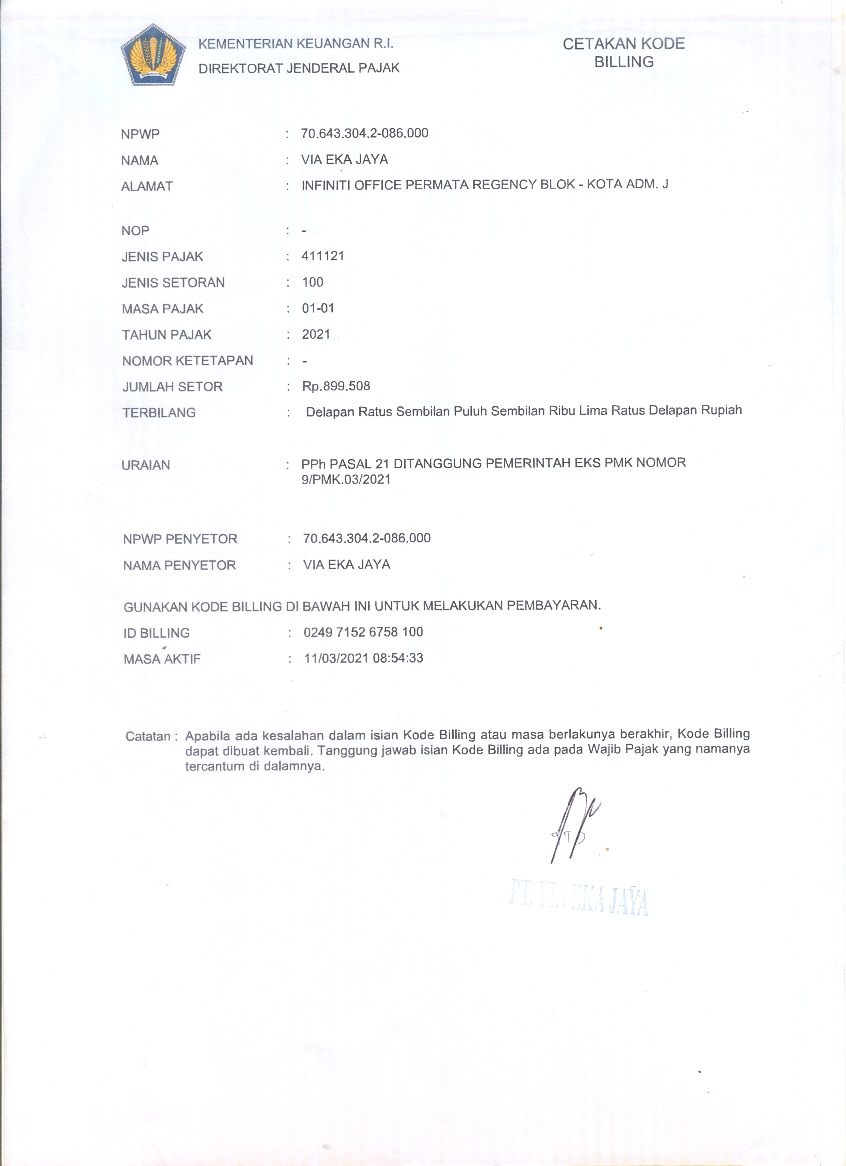 KEMENTERIAN KEUANGAN R.I.
DIREKTORAT JENDERAL PAJAK
CETAKAN KODE
BILLING
NPWP : 70.643.304.2-086.000
NAMA : VIA EKA JAYA
ALAMAT : INFINITI OFFICE PERMATA REGENCY BLOK - KOTA ADM. J
NOP : -
JENIS PAJAK : 411121
JENIS SETORAN : 100
MASA PAJAK : 01-01
TAHUN PAJAK : 2021
NOMOR KETETAPAN : -
JUMLAH SETOR : Rp.899.508
TERBILANG : Delapan Ratus Sembilan Puluh Sembilan Ribu Lima Ratus Delapan Rupiah
URAIAN : PPh PASAL 21 DITANGGUNG PEMERINTAH EKS PMK NOMOR
9/PMK.03/2021
NPWP PENYETOR : 70.643.304.2-086.000
NAMA PENYETOR : VIA EKA JAYA
GUNAKAN KODE BILLING DI BAWAH INI UNTUK MELAKUKAN PEMBAYARAN.
ID BILLING : 0249 7152 6758 100
MASA AKTIF : 11/03/2021 08:54:33
Catatan : Apabila ada kesalahan dalam isian Kode Billing atau masa berlakunya berakhir, Kode Billing
dapat dibuat kembali. Tanggung jawab isian Kode Billing ada pada Wajib Pajak yang namanya
tercantum di dalamnya.
PT. VIA EKA JAYA